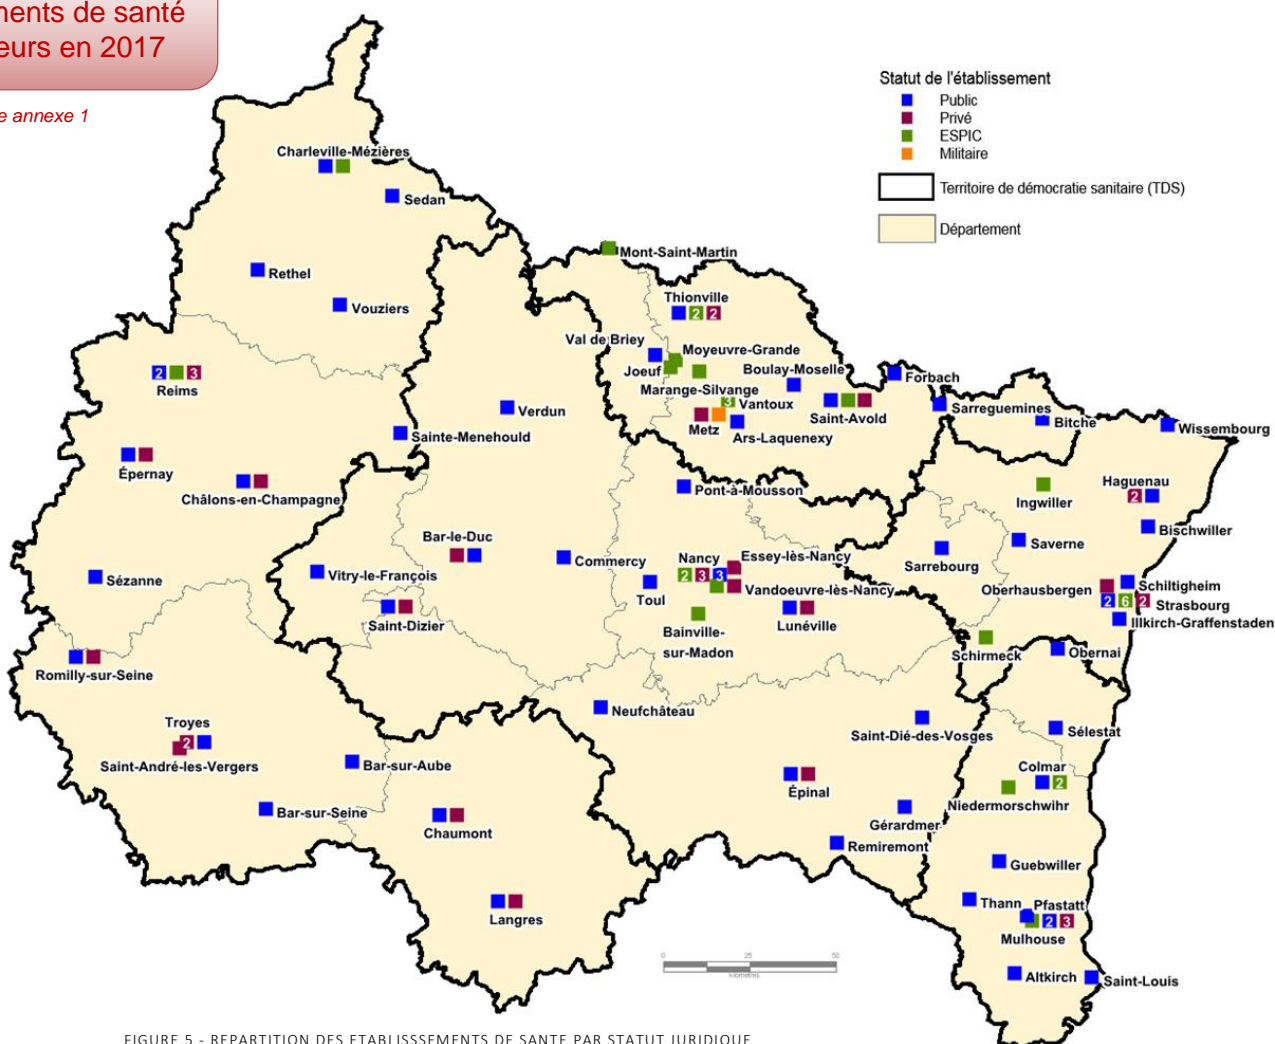 ments de santé
eurs en 2017
e annexe 1
Statut de l'établissement
Public
Privé
ESPIC
Militaire
Territoire de démocratie sanitaire (TDS)
Département
Charleville-Mézières
Sedan
Rethel
Vouziers
Mont-Saint-Martin
Thionville
2 2
Val de Briey
Moyeuvre-Grande
Joeuf
Boulay-Moselle
Forbach
Marange-Silvange
3
Vantoux
Saint-Avold
Metz
Ars-Laquenexy
Sarreguemines
Bitche
Wissembourg
2 3
Reims
Verdun
Sainte-Menehould
Épernay
Châlons-en-Champagne
Pont-à-Mousson
Ingwiller
Haguenau
2
Bischwiller
Saverne
Sarrebourg
Bar-le-Duc
Commercy
Nancy
Essey-lès-Nancy
2 3 3
Vandoeuvre-lès-Nancy
Toul
Sézanne
Vitry-le-François
Saint-Dizier
Lunéville
Bainville-
sur-Madon
Oberhausbergen
Schiltigheim
2 6 2
Strasbourg
Illkirch-Graffenstaden
Schirmeck
Obernai
Romilly-sur-Seine
Troyes
2
Saint-André-les-Vergers
Bar-sur-Aube
Bar-sur-Seine
Neufchâteau
Saint-Dié-des-Vosges
Sélestat
Colmar
2
Niedermorschwihr
Épinal
Gérardmer
Remiremont
Chaumont
Langres
Guebwiller
Thann
Pfastatt
2 3
Mulhouse
Altkirch
Saint-Louis
0 25 50
kilomètres
FIGURE 5 - REPARTITION DES ETABLISSSEMENTS DE SANTE PAR STATUT JURIDIQUE